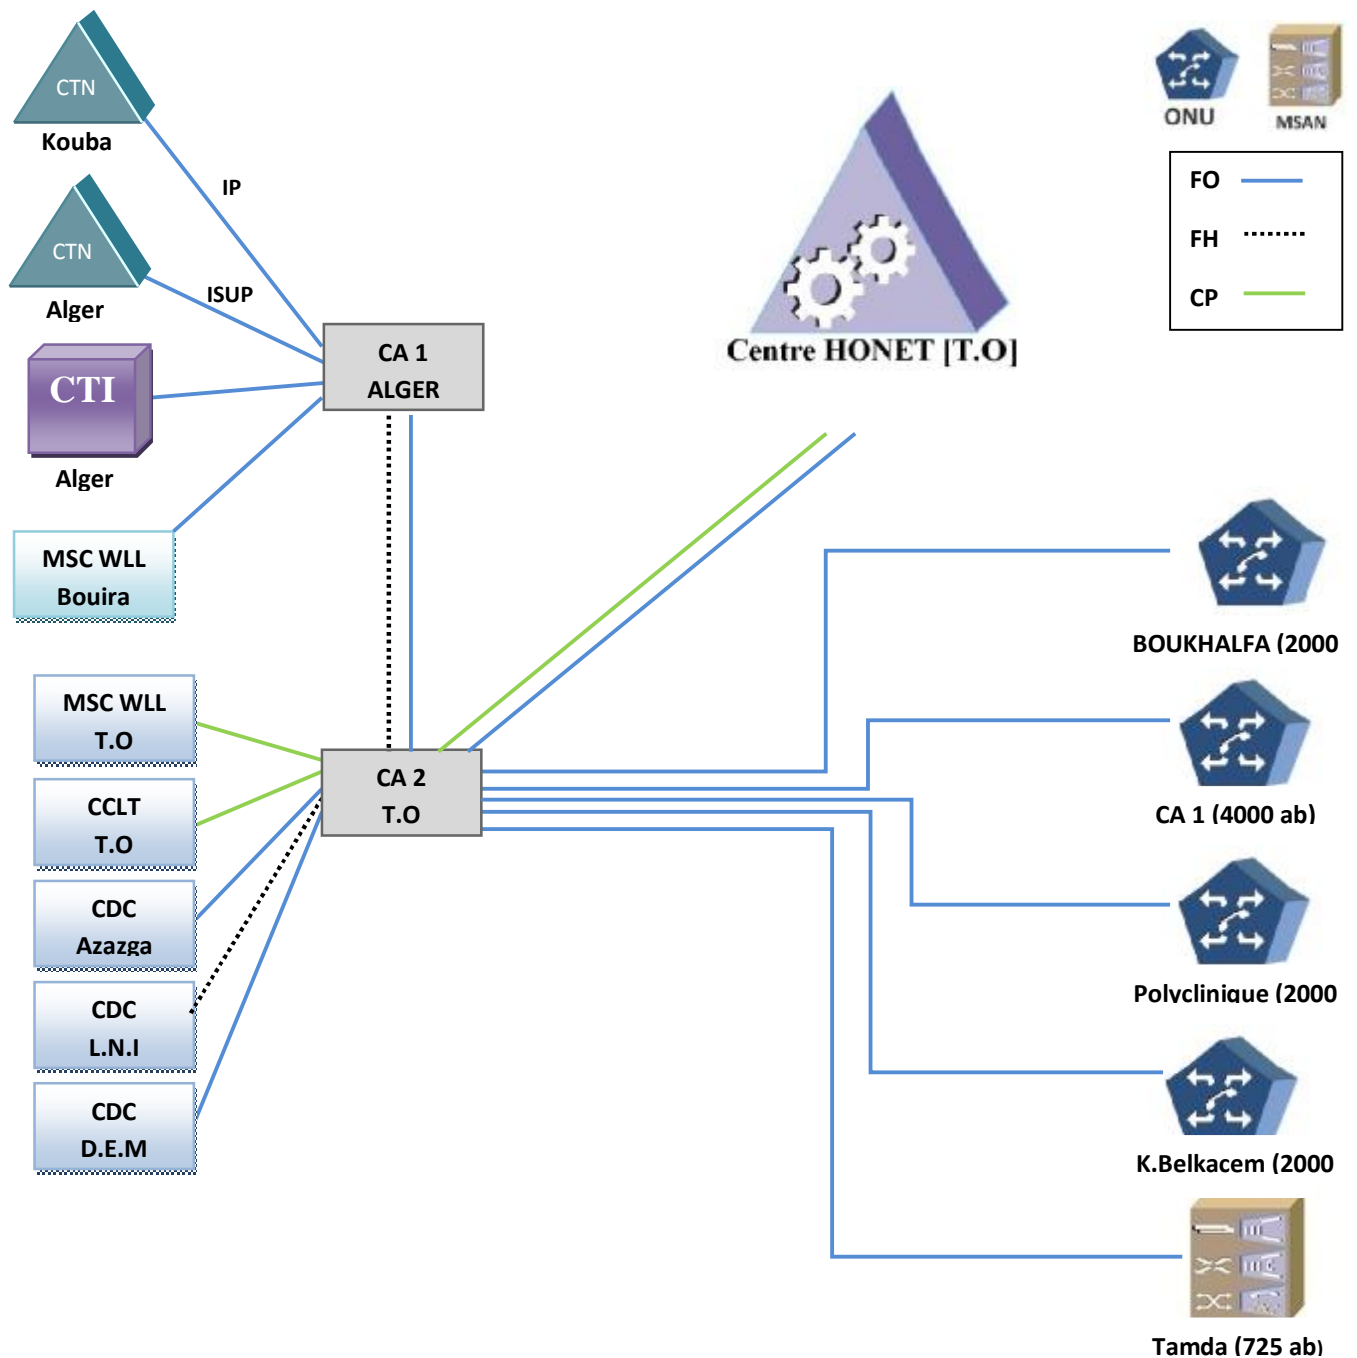 CTN
Kouba
IP
CTN
Alger
ISUP
CTI
Alger
MSC WLL
Bouira
CA 1
ALGER
Centre HONET [T.O]
ONU
MSAN
FO
FH
CP
MSC WLL
T.O
CCLT
T.O
CDC
Azazga
CDC
L.N.I
CDC
D.E.M
CA 2
T.O
BOUKHALFA (2000
CA 1 (4000 ab)
Polyclinique (2000
K.Belkacem (2000
Tamda (725 ab)